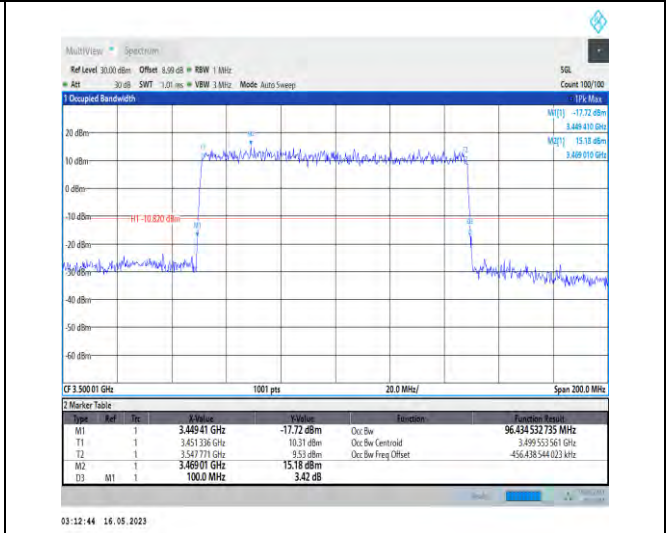 MultiView Spectrum
Ref Level 30.00 dBm Offset 8.99 dB RBW 1 MHz SGL
Att 30 dB SWT 1.01 ms VBW 3 MHz Mode Auto Sweep Count 100/100
1 Occupied Bandwidth 1Pk Max
M1[1] -17.72 dBm
3.449 410 GHz
M2[1] 15.18 dBm
3.469 010 GHz
20 dBm
10 dBm
0 dBm
-10 dBm
H1 -10.820 dBm
M1
-20 dBm
-30 dBm
-40 dBm
-50 dBm
-60 dBm
CF 3.500 01 GHz 1001 pts 20.0 MHz/ Span 200.0 MHz
2 Marker Table
Type Ref Trc X-Value Y-Value Function Function Result
M1 1 3.449 41 GHz -17.72 dBm Occ Bw 96.434 532 735 MHz
T1 1 3.451 336 GHz 10.31 dBm Occ Bw Centroid 3.499 553 561 GHz
T2 1 3.547 771 GHz 9.53 dBm Occ Bw Freq Offset -456.438 544 023 kHz
M2 1 3.469 01 GHz 15.18 dBm
D3 M1 1 100.0 MHz 3.42 dB
03:12:44 16.05.2023